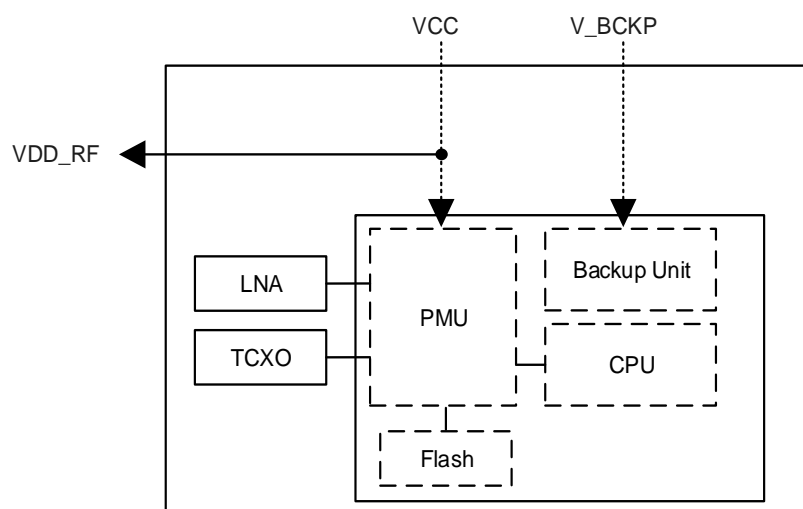 VCC
V_BCKP
VDD_RF
LNA
TCXO
PMU
Backup Unit
CPU
Flash